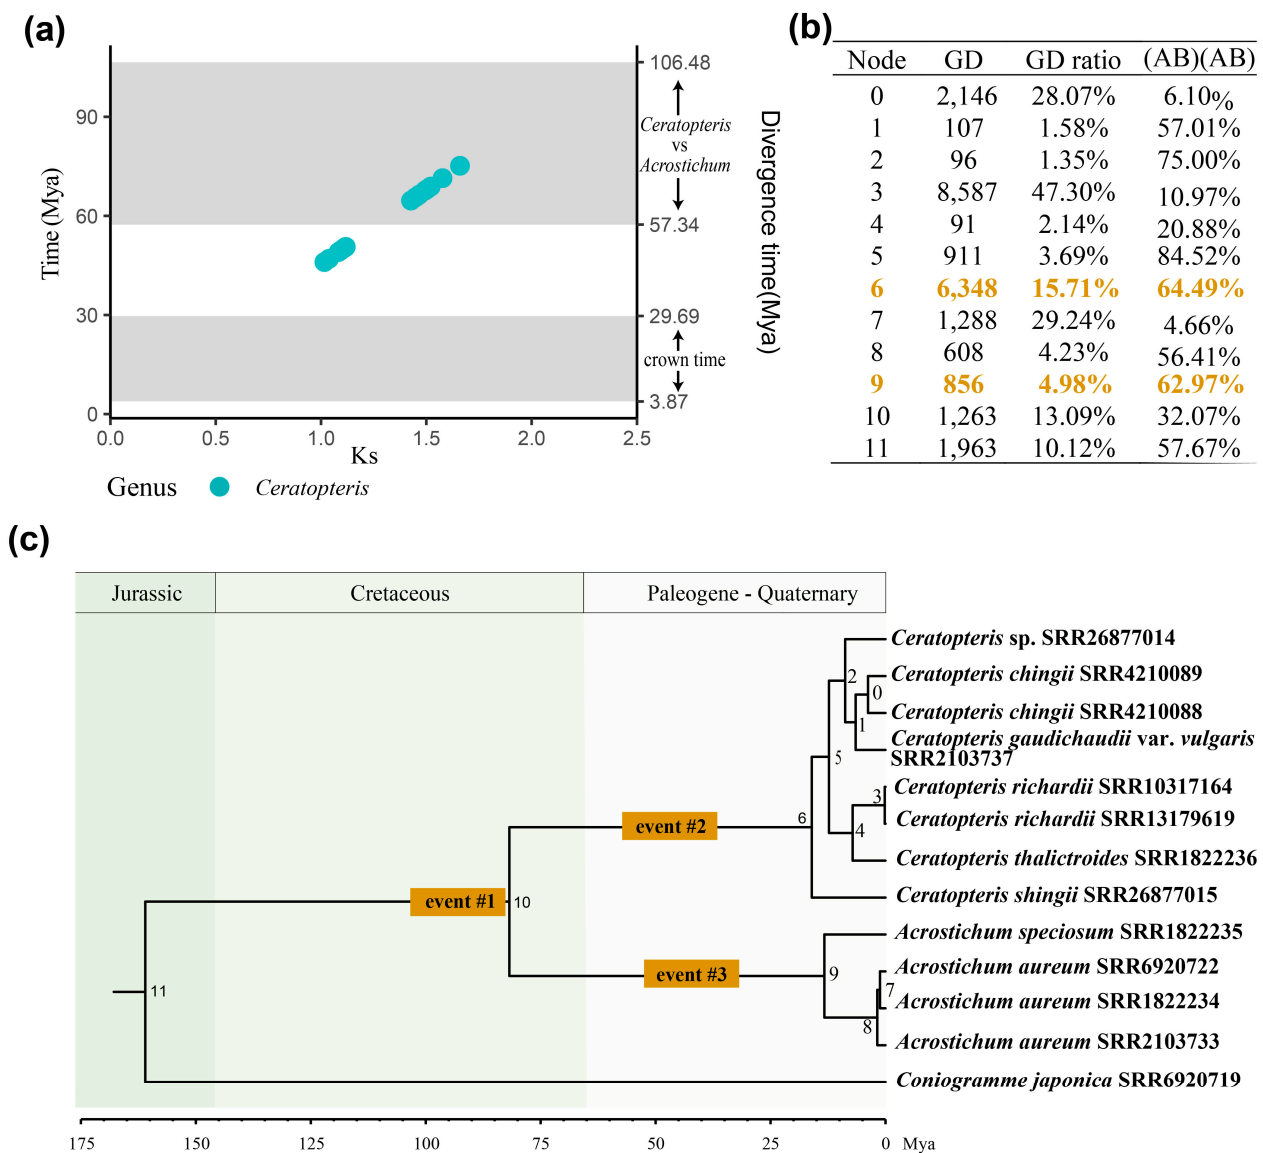 (a)
106.48
90
Ceratopteris
vs
Acrostichum
60
57.34
30
29.69
crown time
3.87
0
Time (Mya)
Divergence time(Mya)
0.0 0.5 1.0 1.5 2.0 2.5
Ks
Genus Ceratopteris
(b)
Node GD GD ratio (AB)(AB)
0 2,146 28.07% 6.10%
1 107 1.58% 57.01%
2 96 1.35% 75.00%
3 8,587 47.30% 10.97%
4 91 2.14% 20.88%
5 911 3.69% 84.52%
6 6,348 15.71% 64.49%
7 1,288 29.24% 4.66%
8 608 4.23% 56.41%
9 856 4.98% 62.97%
10 1,263 13.09% 32.07%
11 1,963 10.12% 57.67%
(c)
Jurassic Cretaceous Paleogene - Quaternary
Ceratopteris sp. SRR26877014
2
Ceratopteris chingii SRR4210089
0
Ceratopteris chingii SRR4210088
1
Ceratopteris gaudichaudii var. vulgaris
SRR2103737
5
Ceratopteris richardii SRR10317164
3
Ceratopteris richardii SRR13179619
6
event #2
4
Ceratopteris thalictroides SRR1822236
Ceratopteris shingii SRR26877015
event #1 10
Acrostichum speciosum SRR1822235
Acrostichum aureum SRR6920722
event #3 9
7
11
Acrostichum aureum SRR1822234
8
Acrostichum aureum SRR2103733
Coniogramme japonica SRR6920719
175 150 125 100 75 50 25 0 Mya